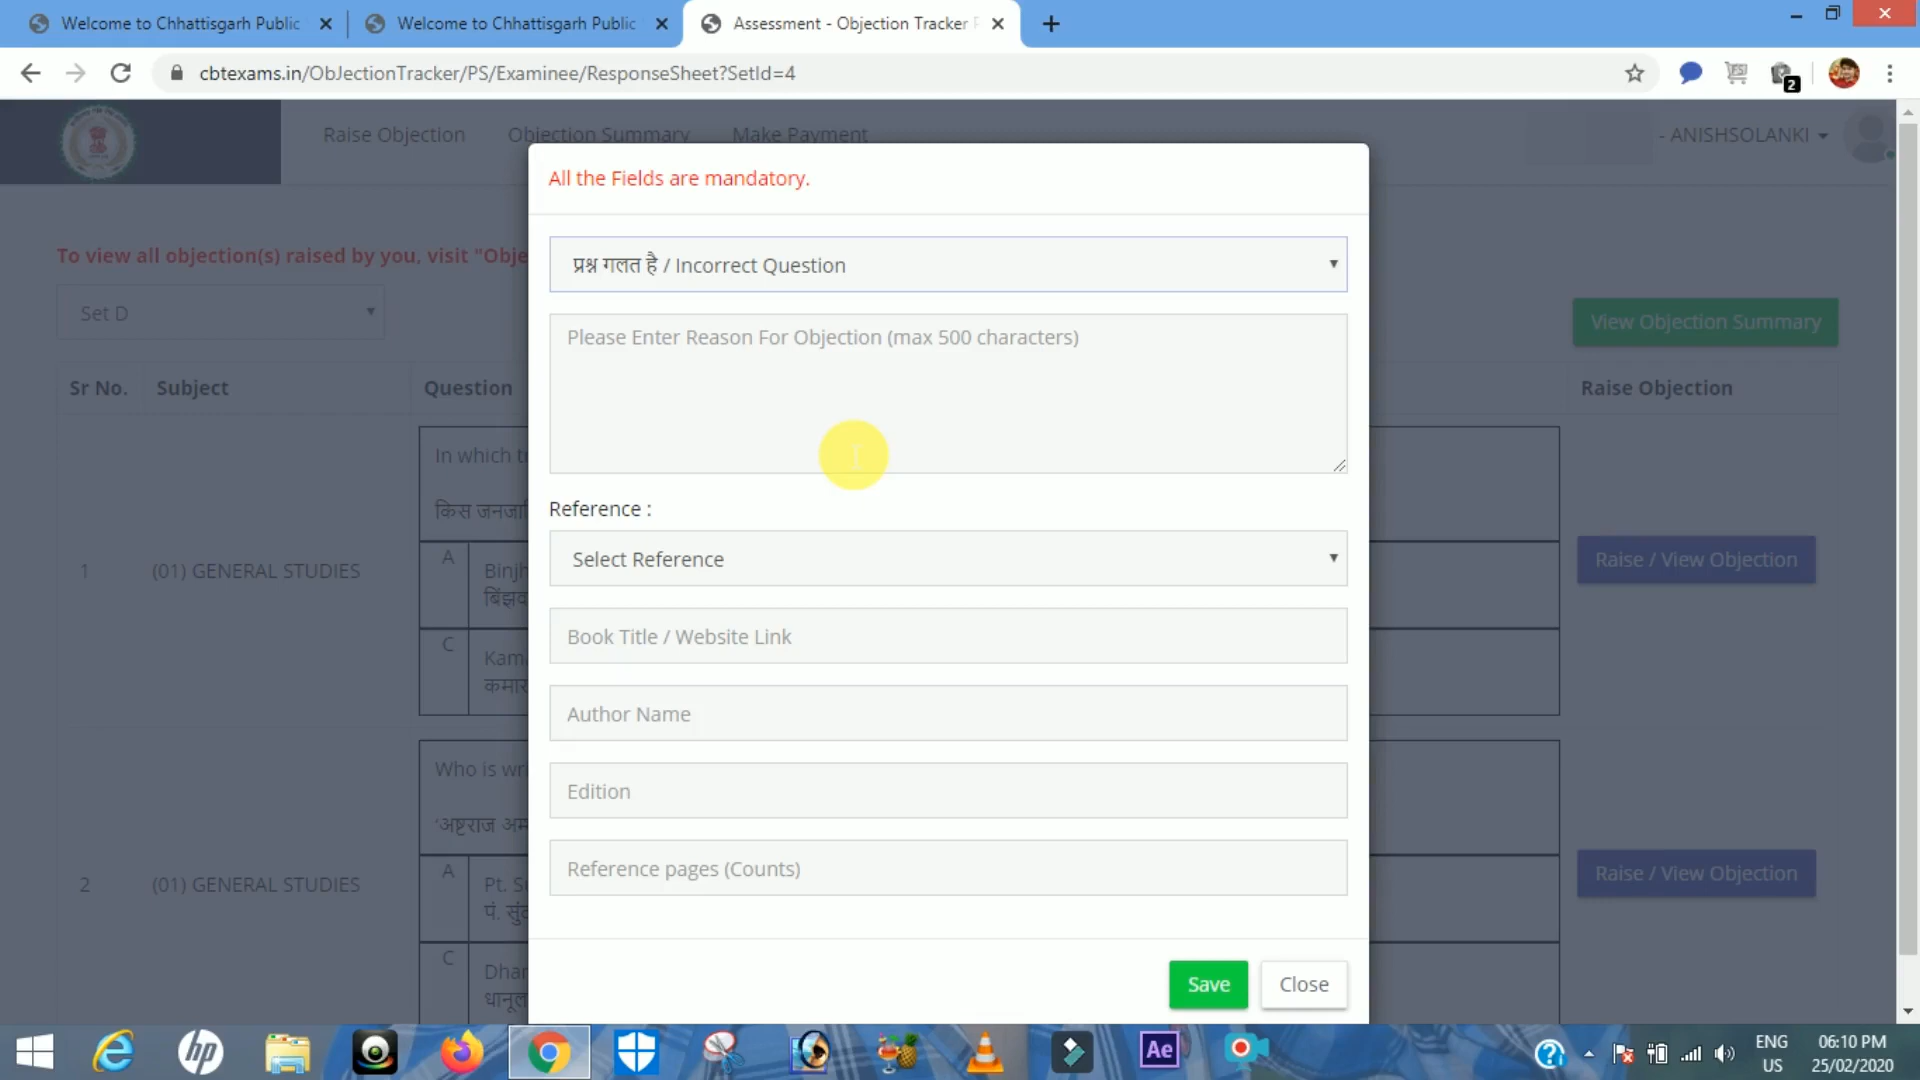 Welcome to Chhattisgarh Public
Welcome to Chhattisgarh Public
Assessment - Objection Tracker
cbtexams.in/ObJectionTracker/PS/Examinee/ResponseSheet?SetId=4
2
Raise Objection
Objection Summary
Make Payment
- ANISHSOLANKI
All the Fields are mandatory.
To view all objection(s) raised by you, visit "Obje
प्रश्न गलत है / Incorrect Question
Set D
View Objection Summary
Please Enter Reason For Objection (max 500 characters)
Sr No.
Subject
Question
Raise Objection
In which
किस
Reference :
Select Reference
1
(01) GENERAL STUDIES
A
Raise / View Objection
Book Title / Website Link
C
Author Name
Who is
Edition
2
(01) GENERAL STUDIES
A
Pt.
पं.
Raise / View Objection
Reference pages (Counts)
C
Save
Close
hp
Ae
ENG
US
06:10 PM
25/02/2020